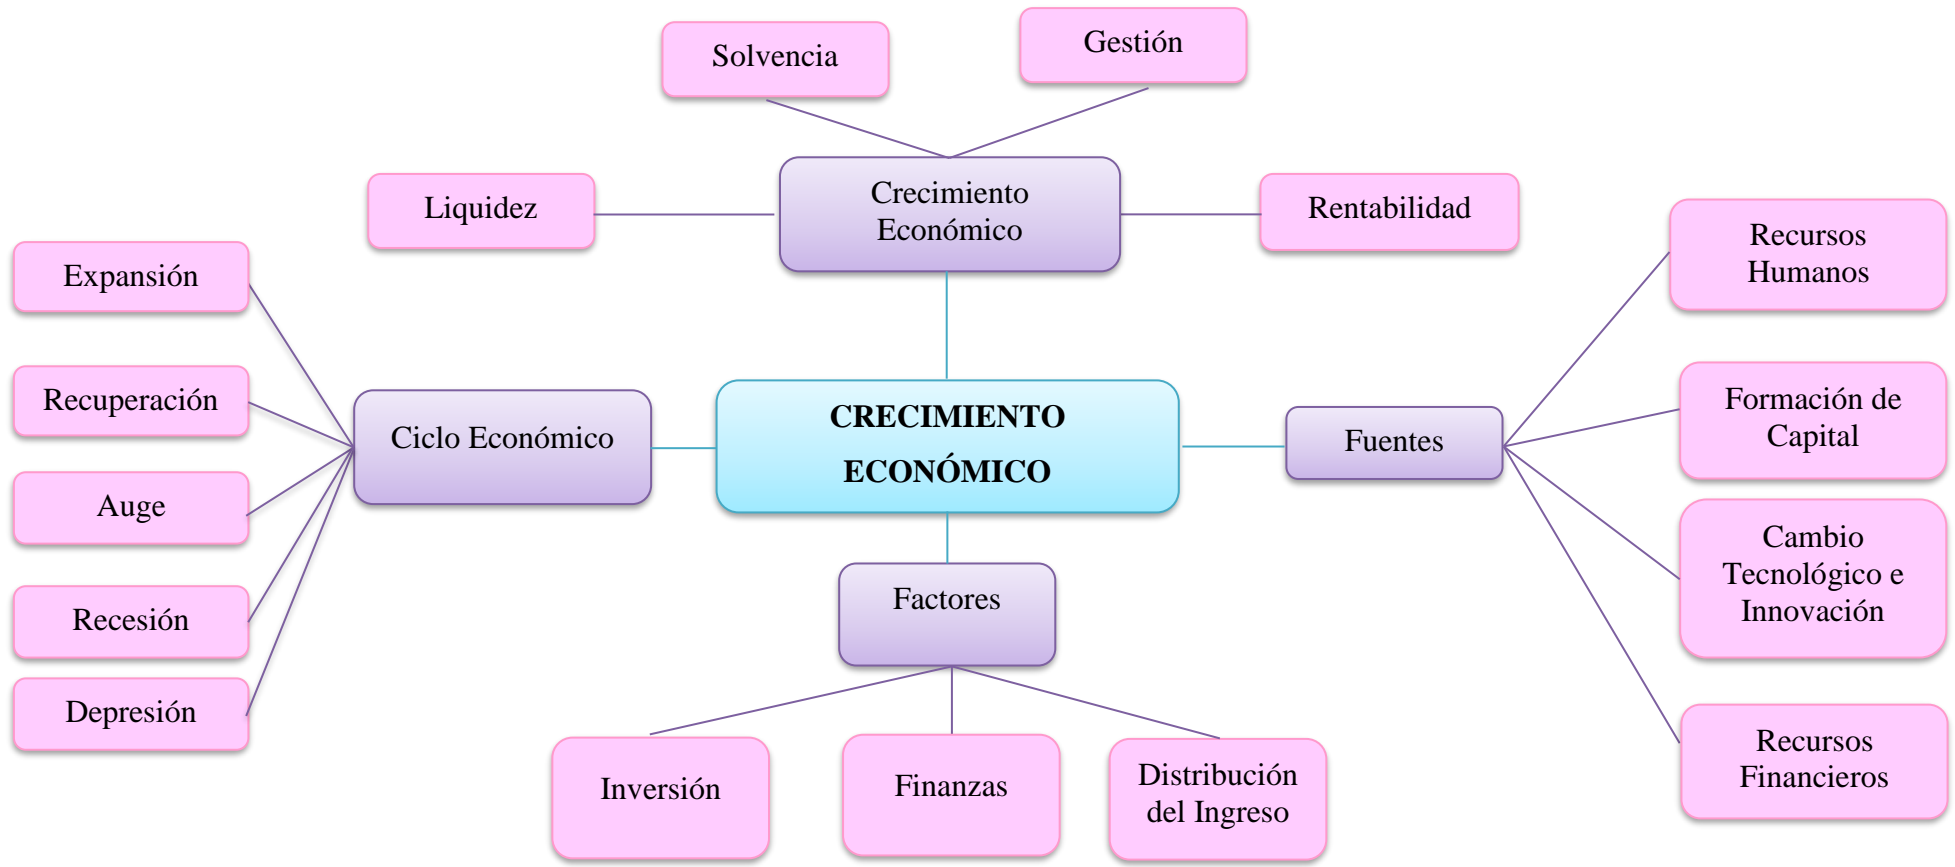 Solvencia
Gestión
Liquidez
Crecimiento
Económico
Rentabilidad
Expansión
Recuperación
Auge
Recesión
Depresión
Ciclo Económico
CRECIMIENTO
ECONÓMICO
Fuentes
Recursos
Humanos
Formación de
Capital
Cambio
Tecnológico e
Innovación
Recursos
Financieros
Factores
Inversión
Finanzas
Distribución
del Ingreso